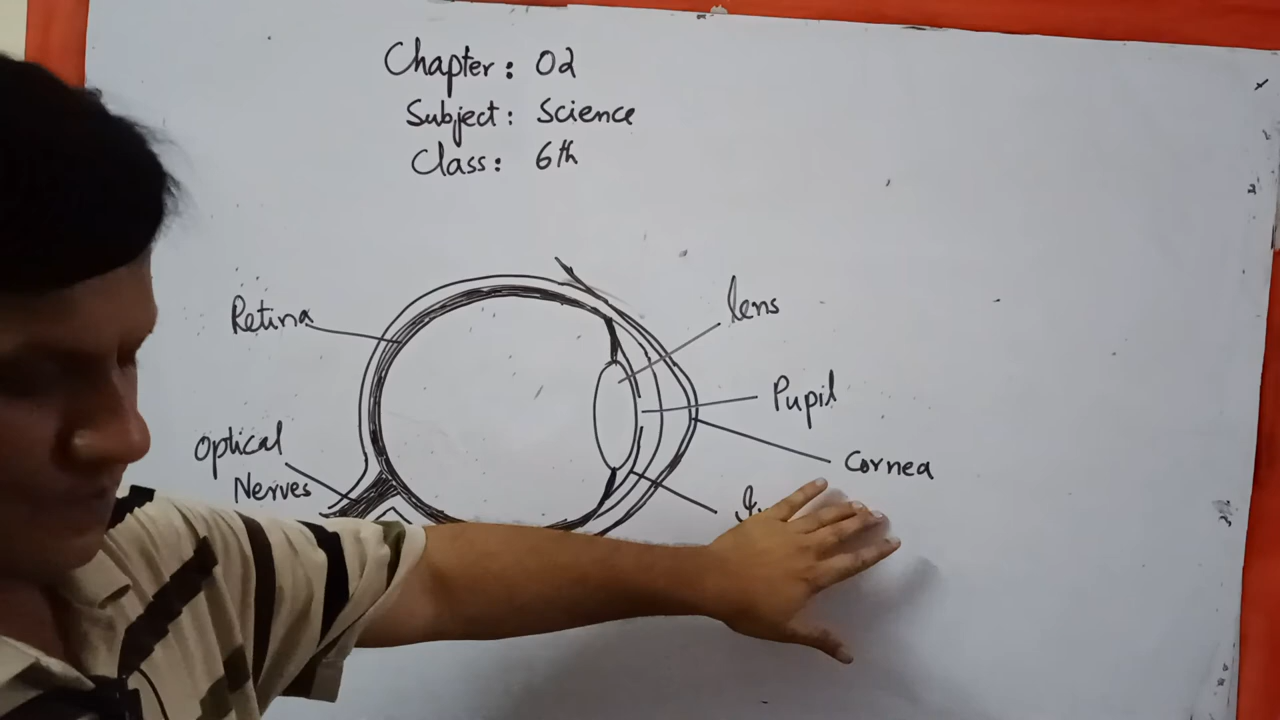 Chapter: 02
Subject: Science
Class: 6th
lens
Retina
Pupil
Optical
Nerves
Cornea